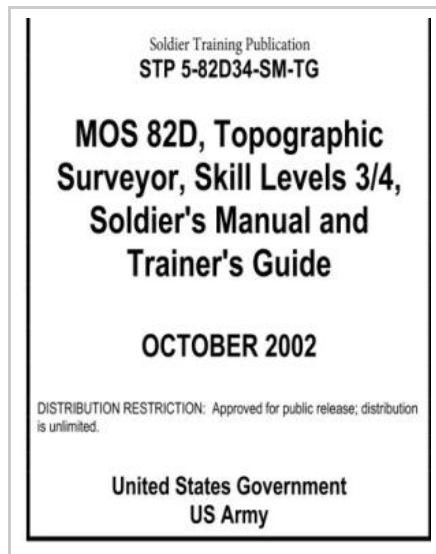 Soldier Training Publication
STP 5-82D34-SM-TG
MOS 82D, Topographic
Surveyor, Skill Levels 3/4,
Soldier's Manual and
Trainer's Guide
OCTOBER 2002
DISTRIBUTION RESTRICTION: Approved for public release; distribution
is unlimited.
United States Government
US Army